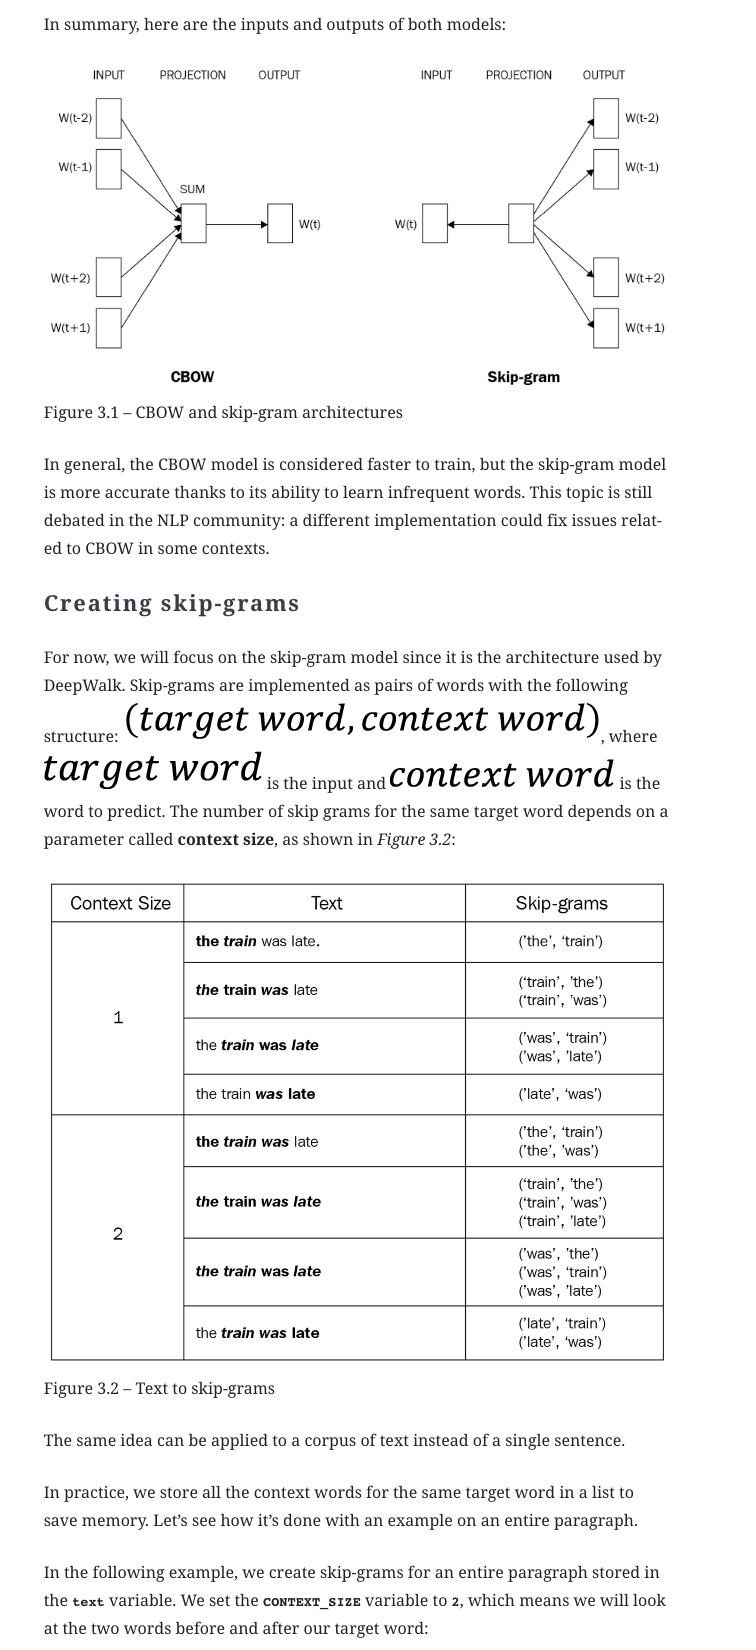 In summary, here are the inputs and outputs of both models:
INPUT PROJECTION OUTPUT
W(t-2)
W(t-1)
SUM
W(t)
W(t+2)
W(t+1)
CBOW
INPUT PROJECTION OUTPUT
W(t-2)
W(t-1)
W(t)
W(t+2)
W(t+1)
Skip-gram
Figure 3.1 – CBOW and skip-gram architectures
In general, the CBOW model is considered faster to train, but the skip-gram model
is more accurate thanks to its ability to learn infrequent words. This topic is still
debated in the NLP community: a different implementation could fix issues relat-
ed to CBOW in some contexts.
Creating skip-grams
For now, we will focus on the skip-gram model since it is the architecture used by
DeepWalk. Skip-grams are implemented as pairs of words with the following
structure: (target word, context word), where
target word is the input and context word is the
word to predict. The number of skip grams for the same target word depends on a
parameter called context size, as shown in Figure 3.2:
Context Size Text Skip-grams
1
the train was late.
('the', 'train')
the train was late
('train', 'the')
('train', 'was')
the train was late
('was', 'train')
('was', 'late')
the train was late
('late', 'was')
2
the train was late
('the', 'train')
('the', 'was')
the train was late
('train', 'the')
('train', 'was')
('train', 'late')
the train was late
('was', 'the')
('was', 'train')
('was', 'late')
the train was late
('late', 'train')
('late', 'was')
Figure 3.2 – Text to skip-grams
The same idea can be applied to a corpus of text instead of a single sentence.
In practice, we store all the context words for the same target word in a list to
save memory. Let’s see how it’s done with an example on an entire paragraph.
In the following example, we create skip-grams for an entire paragraph stored in
the text variable. We set the CONTEXT_SIZE variable to 2, which means we will look
at the two words before and after our target word: